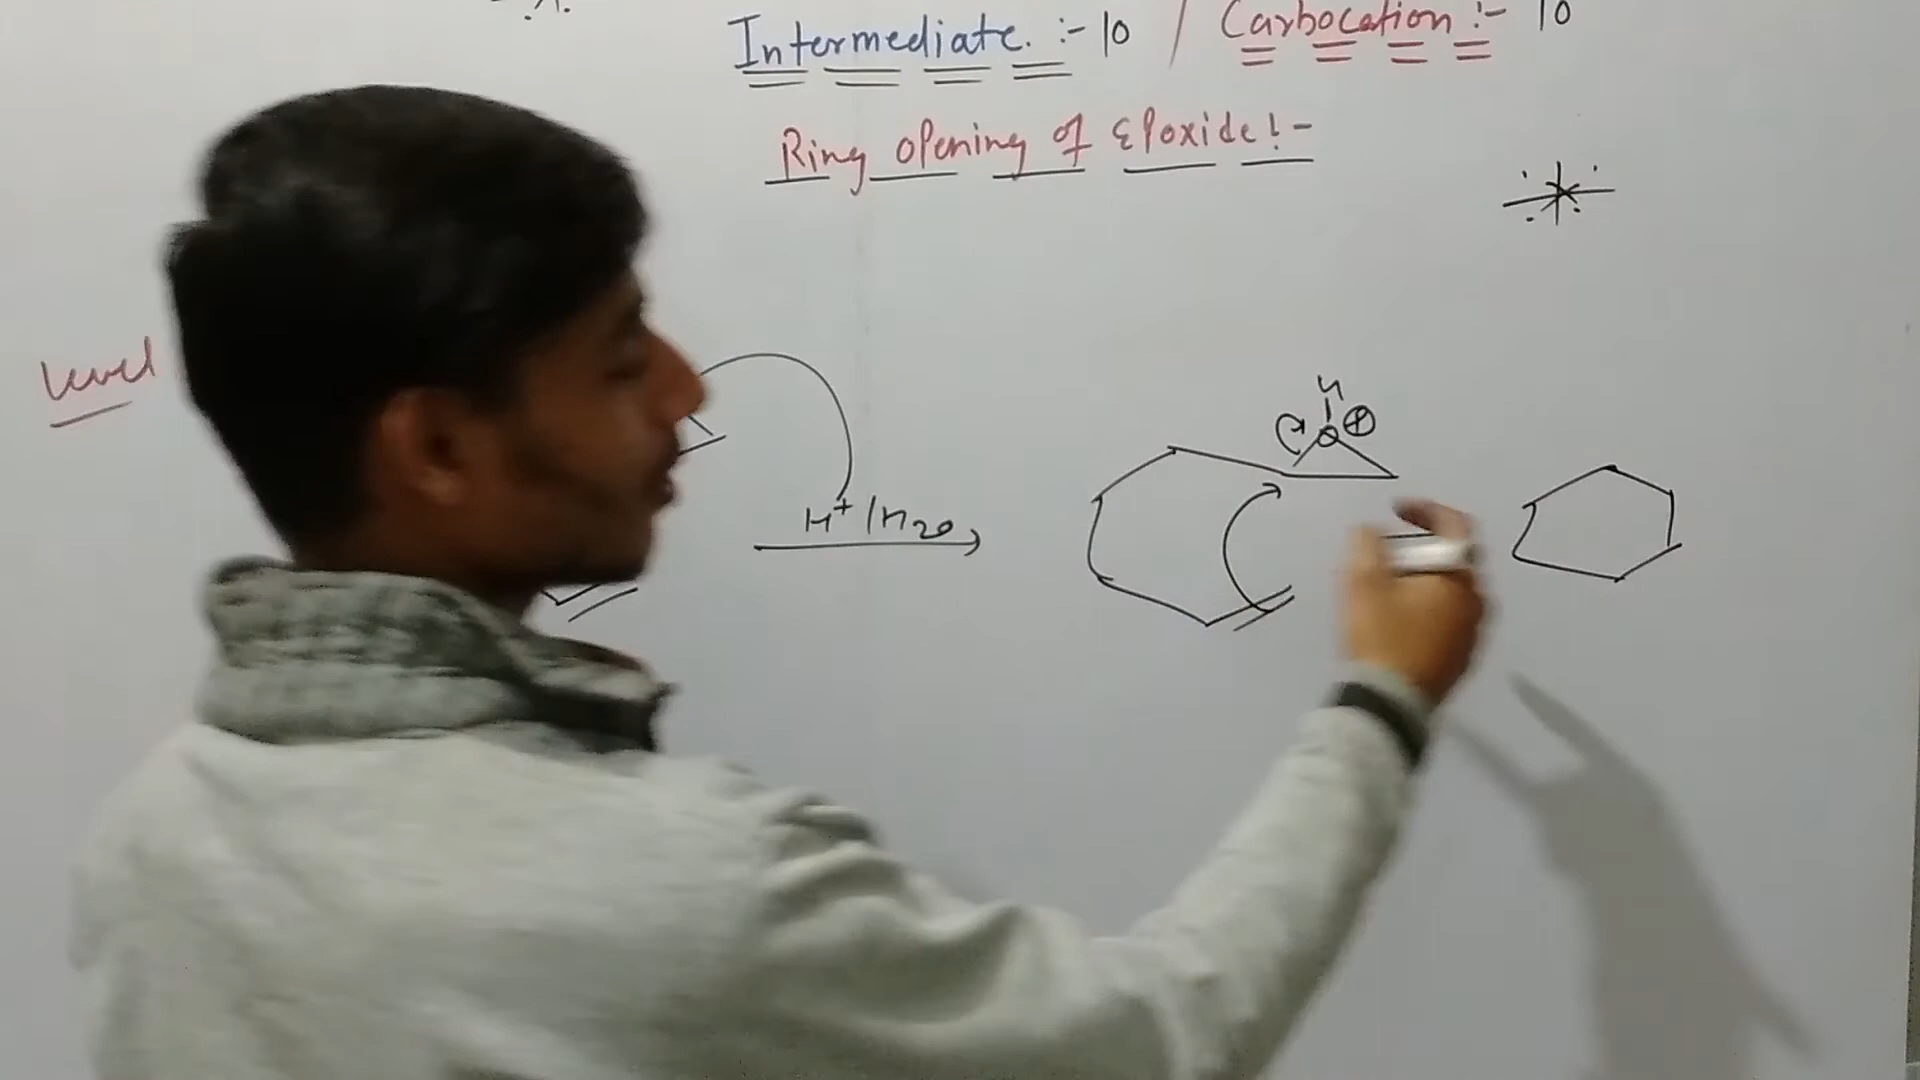 Intermediate. :- 10 / Carbocation :- 10
Ring opening of Epoxide :-
Level
H
O ⊕
H+/H2O